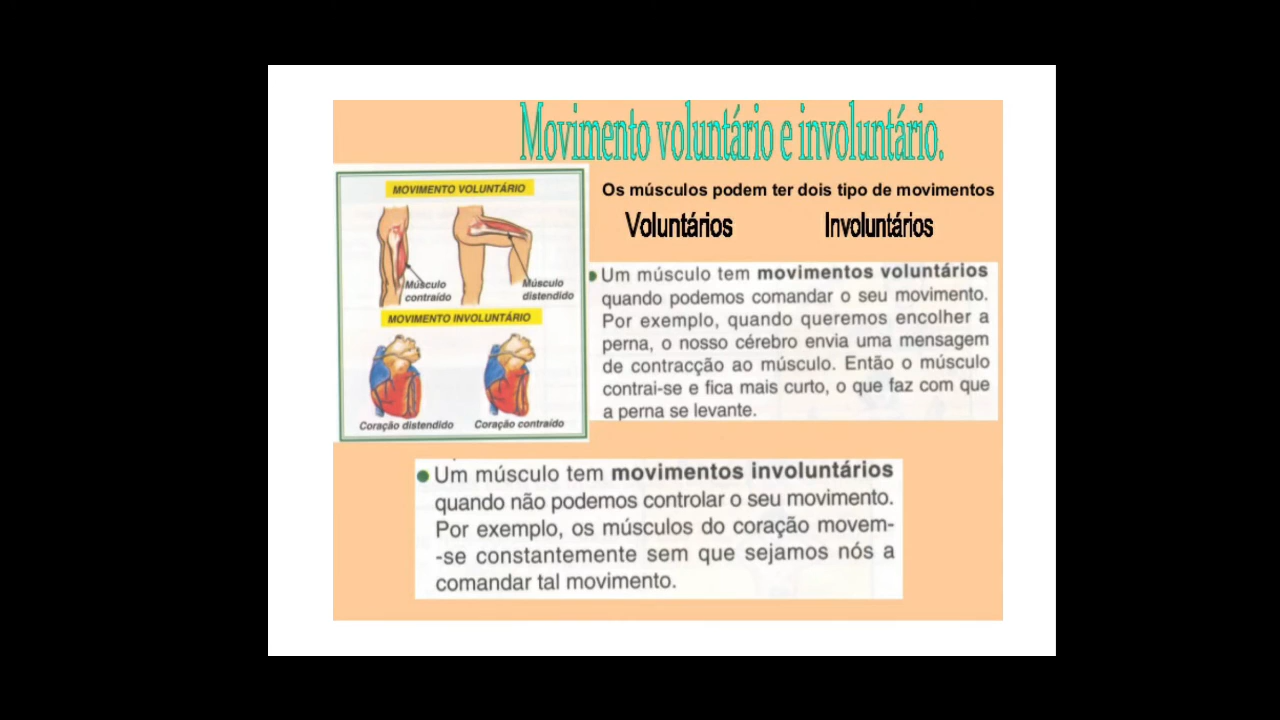 Movimento voluntário e involuntário.
MOVIMENTO VOLUNTÁRIO
Músculo
contraído
Músculo
distendido
MOVIMENTO INVOLUNTÁRIO
Coração distendido
Coração contraído
Os músculos podem ter dois tipo de movimentos
Voluntários
Involuntários
Um músculo tem movimentos voluntários
quando podemos comandar o seu movimento.
Por exemplo, quando queremos encolher a
perna, o nosso cérebro envia uma mensagem
de contracção ao músculo. Então o músculo
contrai-se e fica mais curto, o que faz com que
a perna se levante.
Um músculo tem movimentos involuntários
quando não podemos controlar o seu movimento.
Por exemplo, os músculos do coração movem-
-se constantemente sem que sejamos nós a
comandar tal movimento.